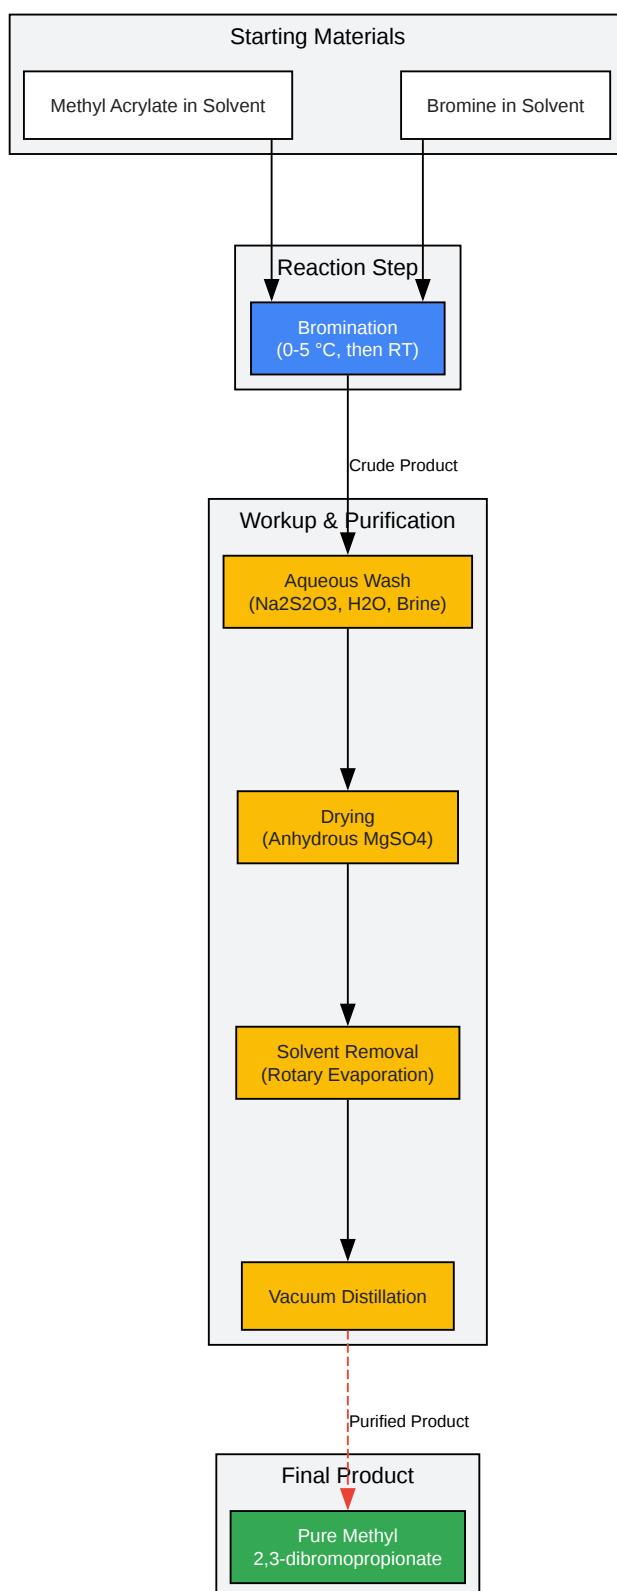 Starting Materials
Methyl Acrylate in Solvent
Bromine in Solvent
Reaction Step
Bromination
(0-5 °C, then RT)
Crude Product
Workup & Purification
Aqueous Wash
(Na2S2O3, H2O, Brine)
Drying
(Anhydrous MgSO4)
Solvent Removal
(Rotary Evaporation)
Vacuum Distillation
Purified Product
Final Product
Pure Methyl
2,3-dibromopropionate